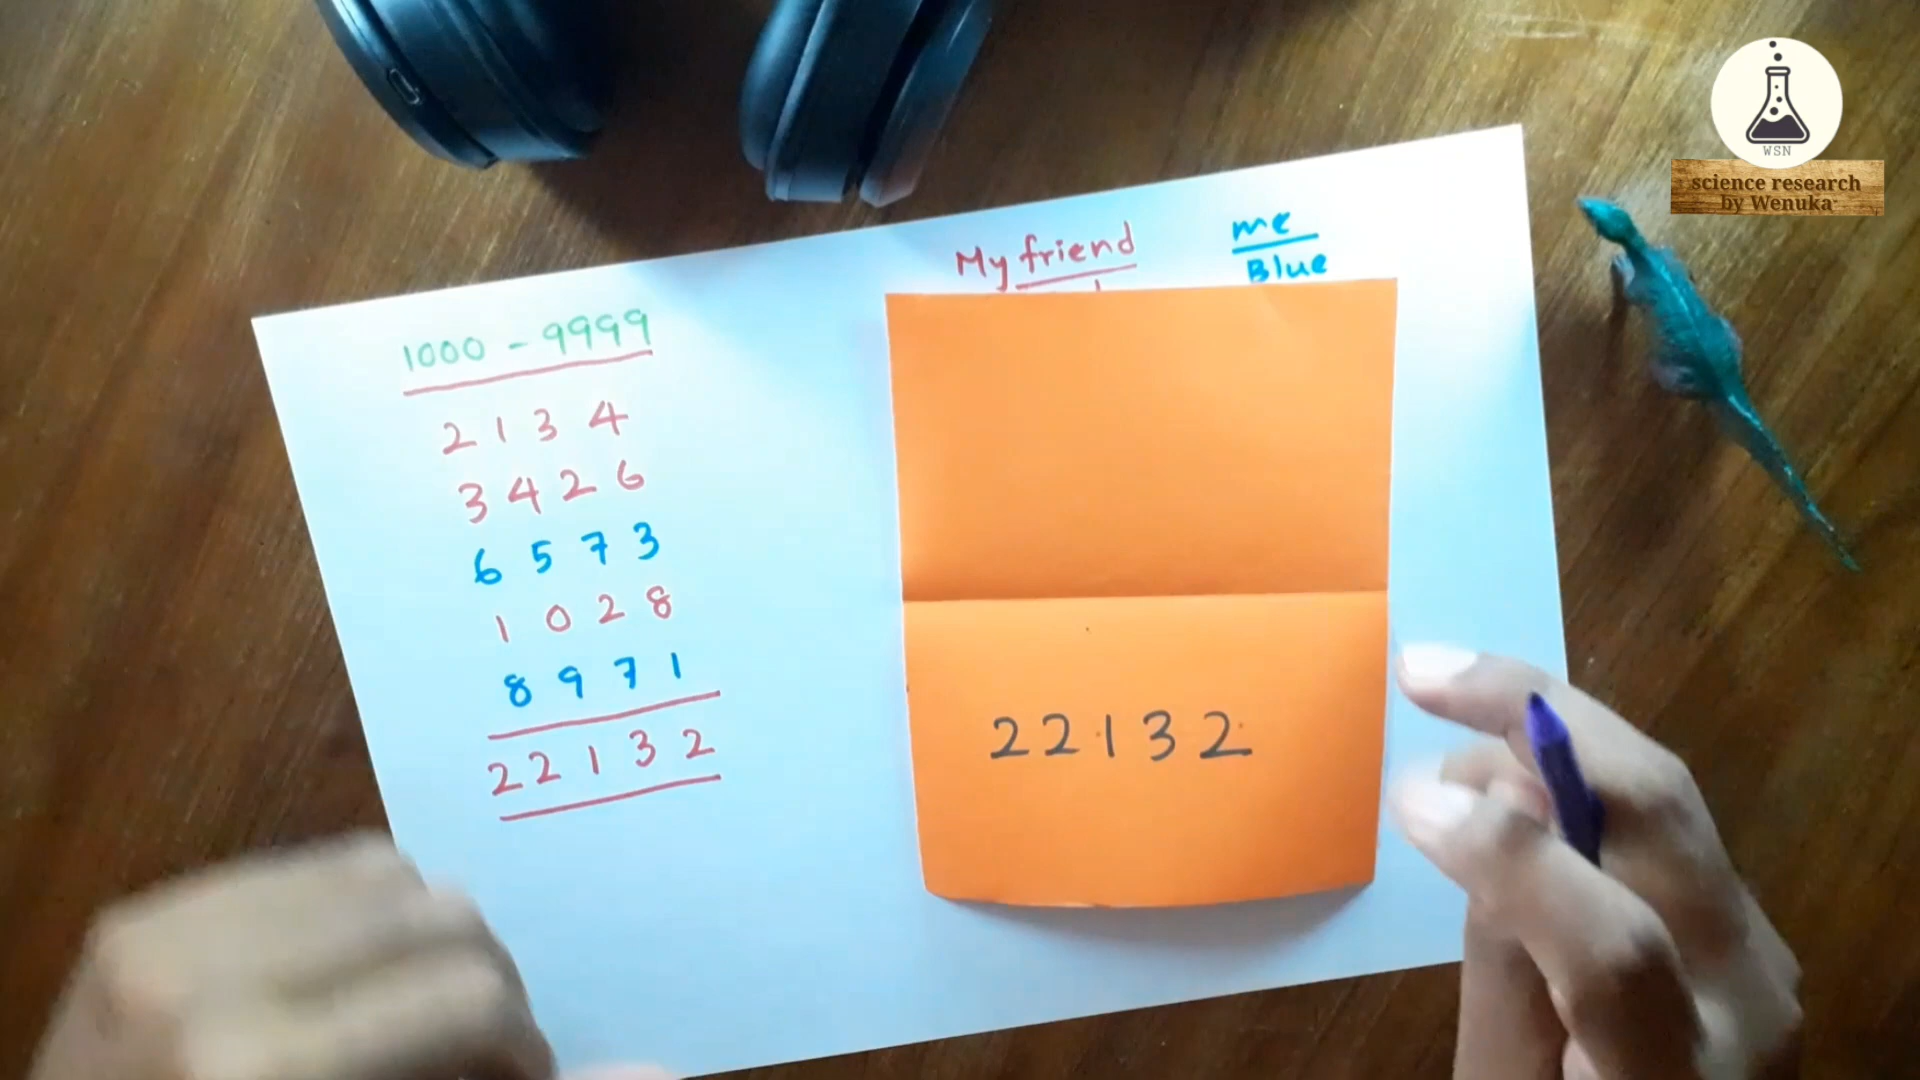 WSN
science research
by Wenuka
My friend
me
Blue
1000 - 9999
2134
3426
6573
1028
8971
22132
22132